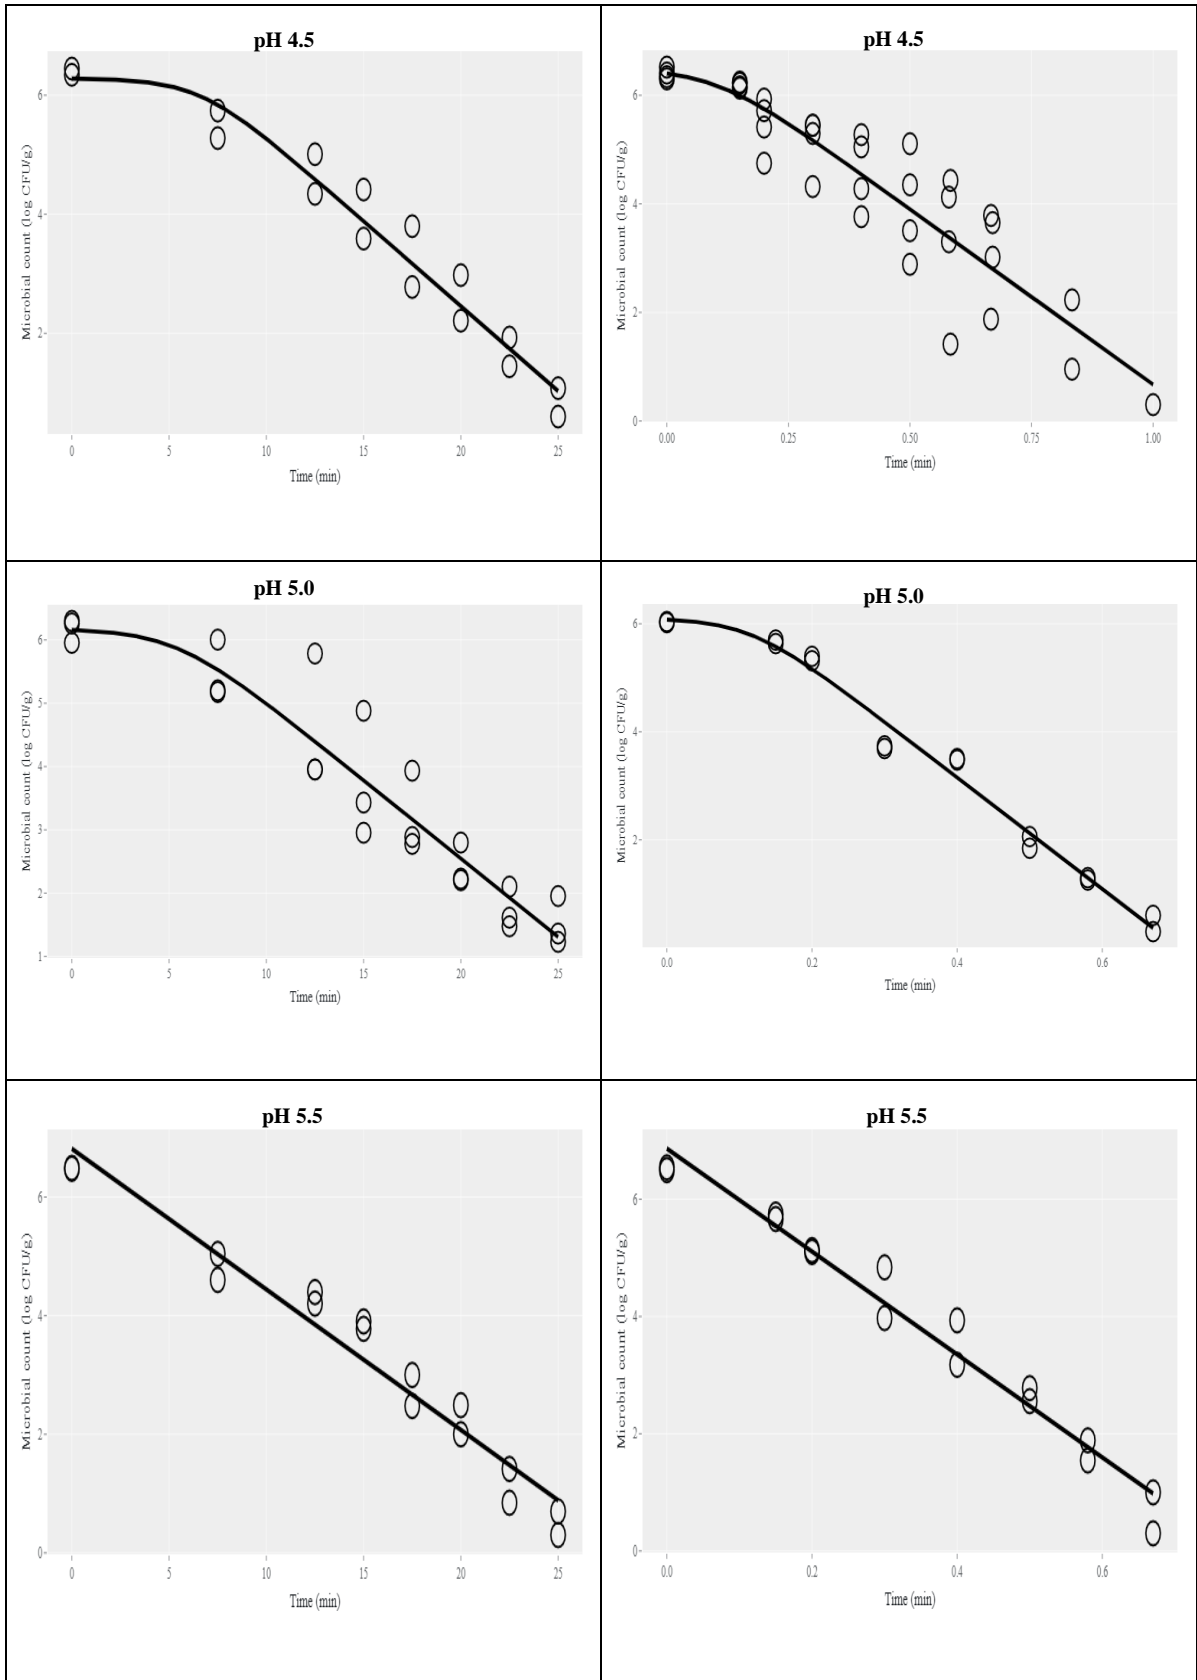 pH 4.5
Microbial count (log CFU/g)
6
4
2
0 5 10 15 20 25
Time (min)
pH 4.5
Microbial count (log CFU/g)
6
4
2
0
0.00 0.25 0.50 0.75 1.00
Time (min)
pH 5.0
Microbial count (log CFU/g)
6
5
4
3
2
1
0 5 10 15 20 25
Time (min)
pH 5.0
Microbial count (log CFU/g)
6
4
2
0.0 0.2 0.4 0.6
Time (min)
pH 5.5
Microbial count (log CFU/g)
6
4
2
0
0 5 10 15 20 25
Time (min)
pH 5.5
Microbial count (log CFU/g)
6
4
2
0
0.0 0.2 0.4 0.6
Time (min)